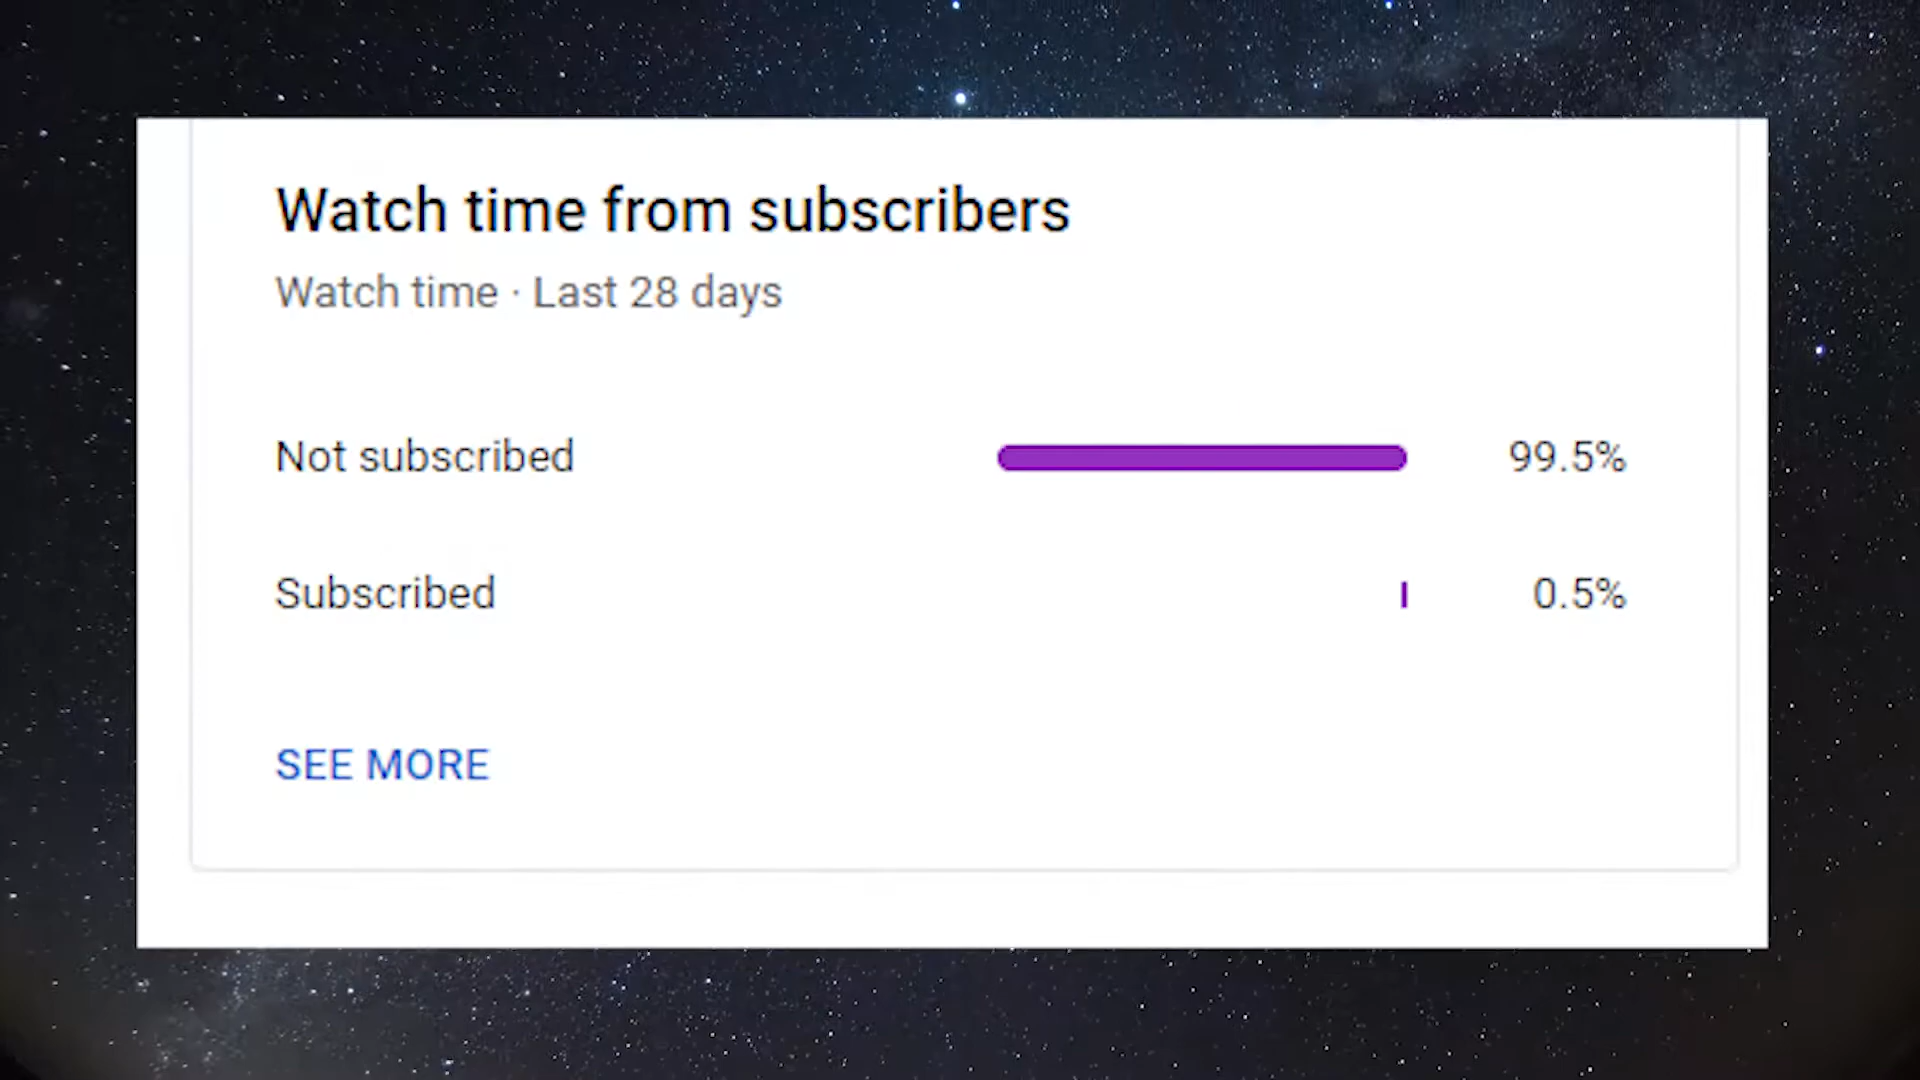 Watch time from subscribers
Watch time · Last 28 days
Not subscribed 99.5%
Subscribed 0.5%
SEE MORE